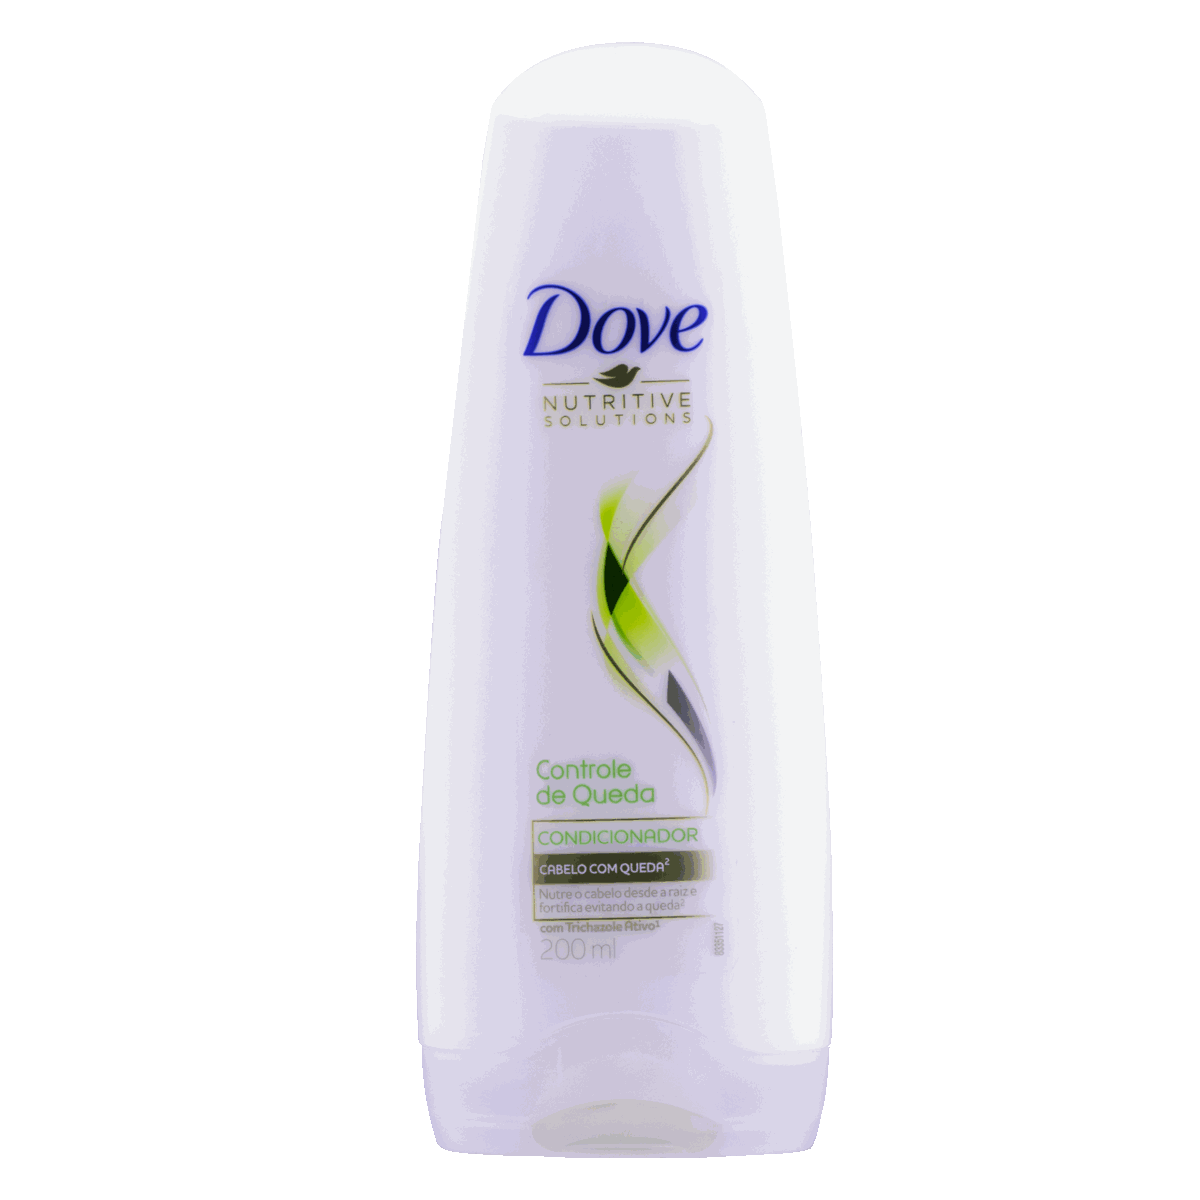 Dove
NUTRITIVE
SOLUTIONS
Controle
de Queda
CONDICIONADOR
CABELO COM QUEDA²
Nutre o cabelo desde a raiz e
fortifica evitando a queda²
com Trichazole Ativo¹
200 ml